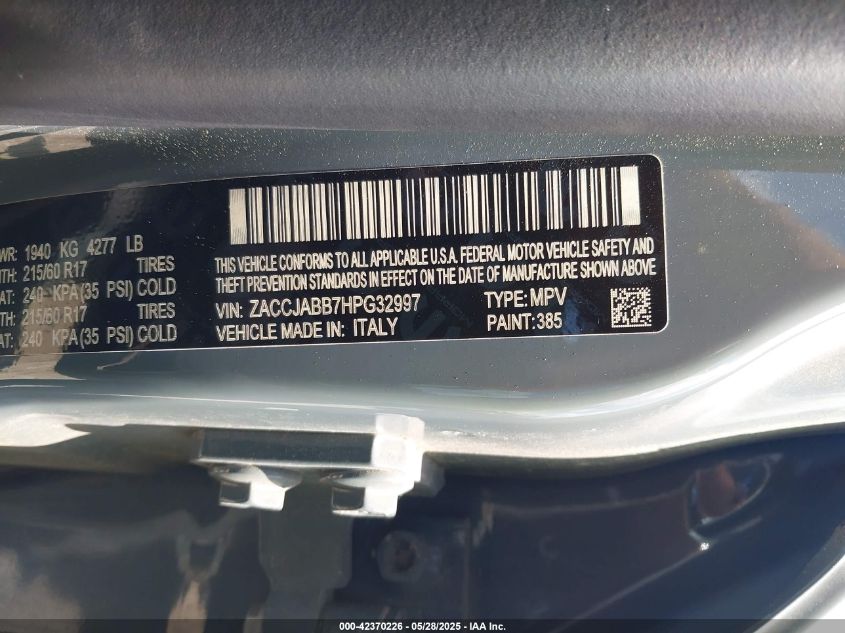 WR: 1940 KG 4277 LB
TH: 215/60 R17 TIRES
AT: 240 KPA(35 PSI) COLD
TH: 215/60 R17 TIRES
AT: 240 KPA(35 PSI) COLD
THIS VEHICLE CONFORMS TO ALL APPLICABLE U.S.A. FEDERAL MOTOR VEHICLE SAFETY AND
THEFT PREVENTION STANDARDS IN EFFECT ON THE DATE OF MANUFACTURE SHOWN ABOVE
VIN: ZACCJABB7HPG32997 TYPE: MPV
VEHICLE MADE IN: ITALY PAINT: 385
000-42370226 – 05/28/2025 – IAA Inc.